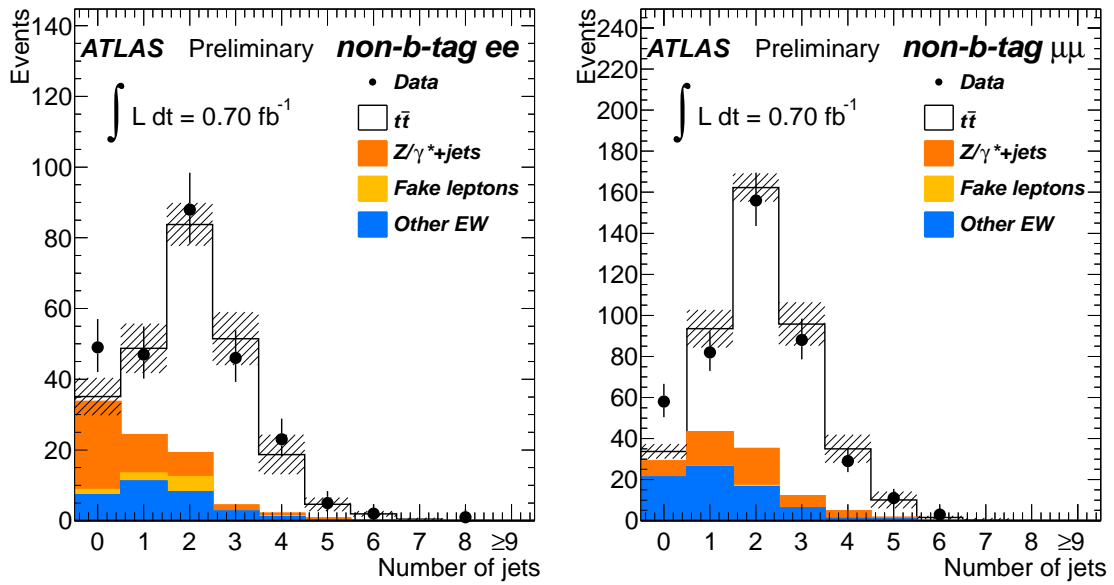 Events
ATLAS Preliminary non-b-tag ee
∫ L dt = 0.70 fb⁻¹
Data
tt̄
Z/γ*+jets
Fake leptons
Other EW
140
120
100
80
60
40
20
0
0 1 2 3 4 5 6 7 8 ≥9
Number of jets
Events
ATLAS Preliminary non-b-tag μμ
∫ L dt = 0.70 fb⁻¹
Data
tt̄
Z/γ*+jets
Fake leptons
Other EW
240
220
200
180
160
140
120
100
80
60
40
20
0
0 1 2 3 4 5 6 7 8 ≥9
Number of jets